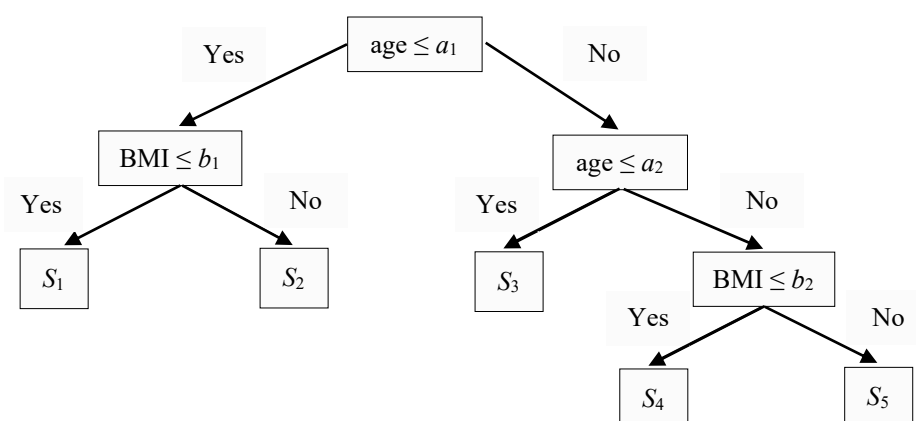 age ≤ a1
Yes
No
BMI ≤ b1
age ≤ a2
Yes
No
Yes
No
S1
S2
S3
BMI ≤ b2
Yes
No
S4
S5